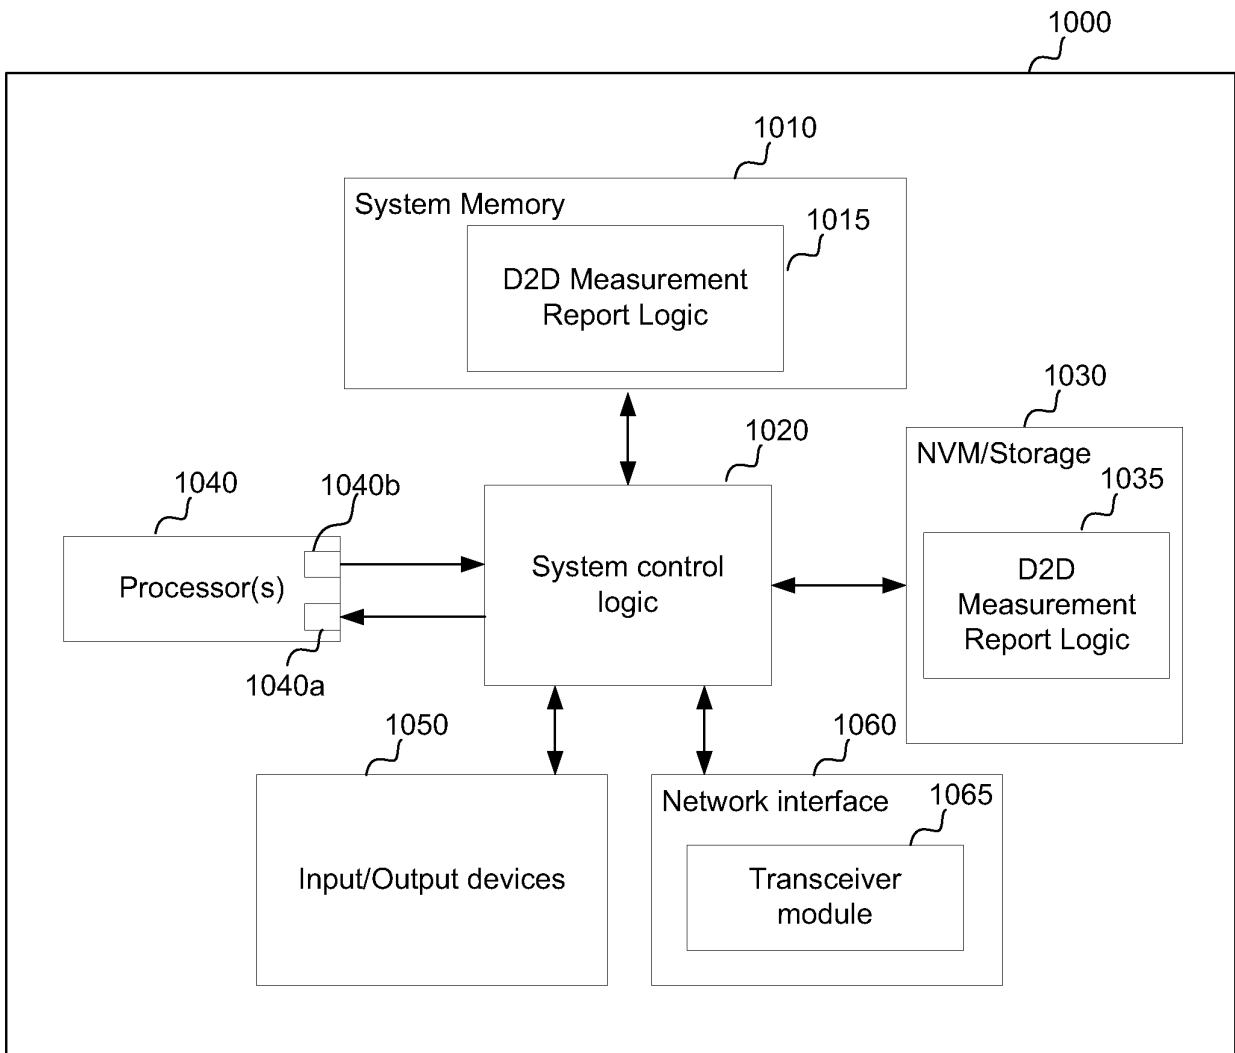 1000
1010
System Memory
1015
D2D Measurement
Report Logic
1030
NVM/Storage
1035
D2D
Measurement
Report Logic
1020
System control
logic
1040
1040b
Processor(s)
1040a
1050
Input/Output devices
1060
Network interface
1065
Transceiver
module